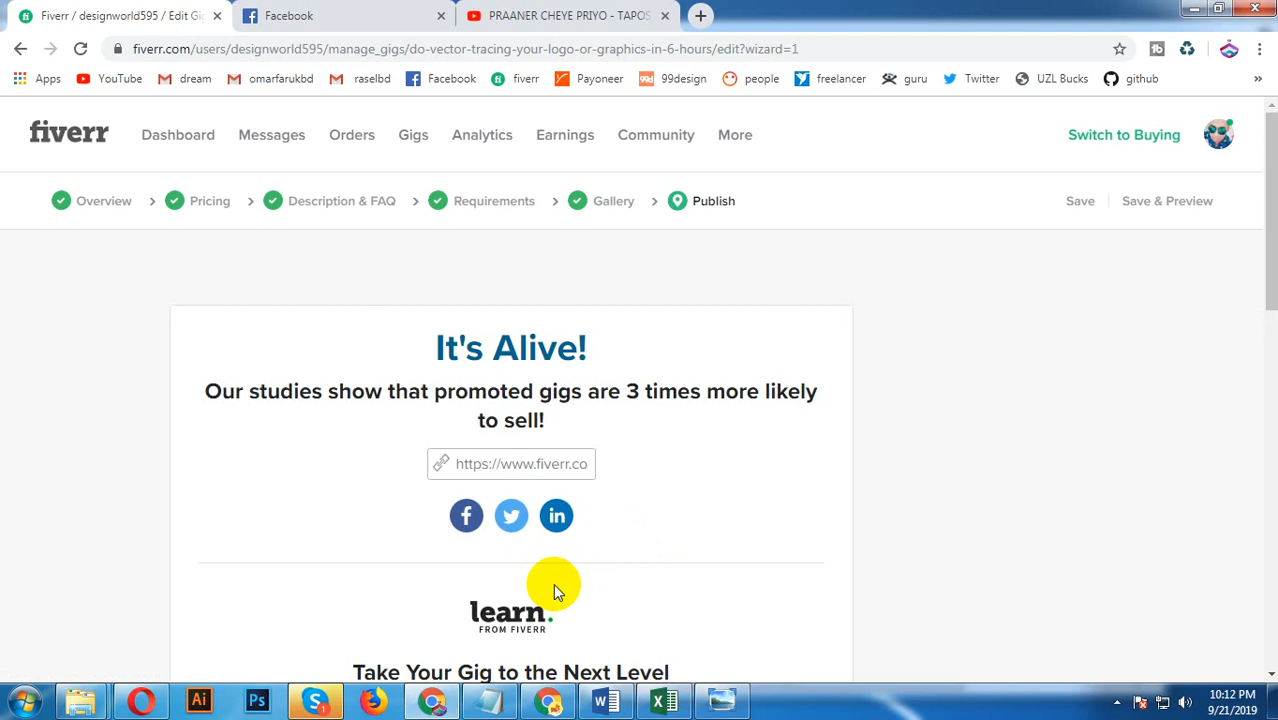 Fiverr / designworld595 / Edit Gig
Facebook
PRAANER CHEYE PRIYO - TAPOS
fiverr.com/users/designworld595/manage_gigs/do-vector-tracing-your-logo-or-graphics-in-6-hours/edit?wizard=1
Apps YouTube dream omarfarukbd raselbd Facebook fiverr Payoneer 99design people freelancer guru Twitter UZL Bucks github »
fiverr Dashboard Messages Orders Gigs Analytics Earnings Community More Switch to Buying
Overview Pricing Description & FAQ Requirements Gallery Publish Save Save & Preview
It's Alive!
Our studies show that promoted gigs are 3 times more likely
to sell!
https://www.fiverr.co
learn.
FROM FIVERR
Take Your Gig to the Next Level
10:12 PM
9/21/2019